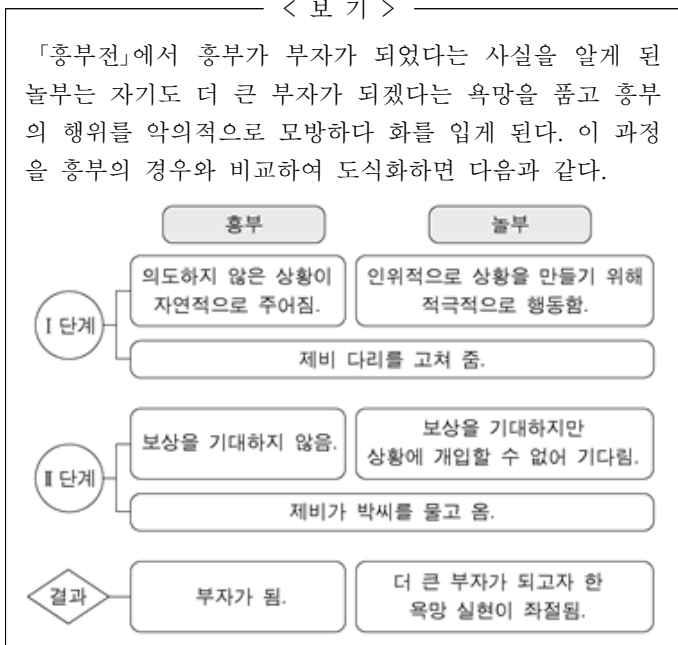 < 보 기 >
「흥부전」에서 흥부가 부자가 되었다는 사실을 알게 된
놀부는 자기도 더 큰 부자가 되겠다는 욕망을 품고 흥부
의 행위를 악의적으로 모방하다 화를 입게 된다. 이 과정
을 흥부의 경우와 비교하여 도식화하면 다음과 같다.
흥부
놀부
Ⅰ 단계
의도하지 않은 상황이
자연적으로 주어짐.
인위적으로 상황을 만들기 위해
적극적으로 행동함.
제비 다리를 고쳐 줌.
Ⅱ 단계
보상을 기대하지 않음.
보상을 기대하지만
상황에 개입할 수 없어 기다림.
제비가 박씨를 물고 옴.
결과
부자가 됨.
더 큰 부자가 되고자 한
욕망 실현이 좌절됨.